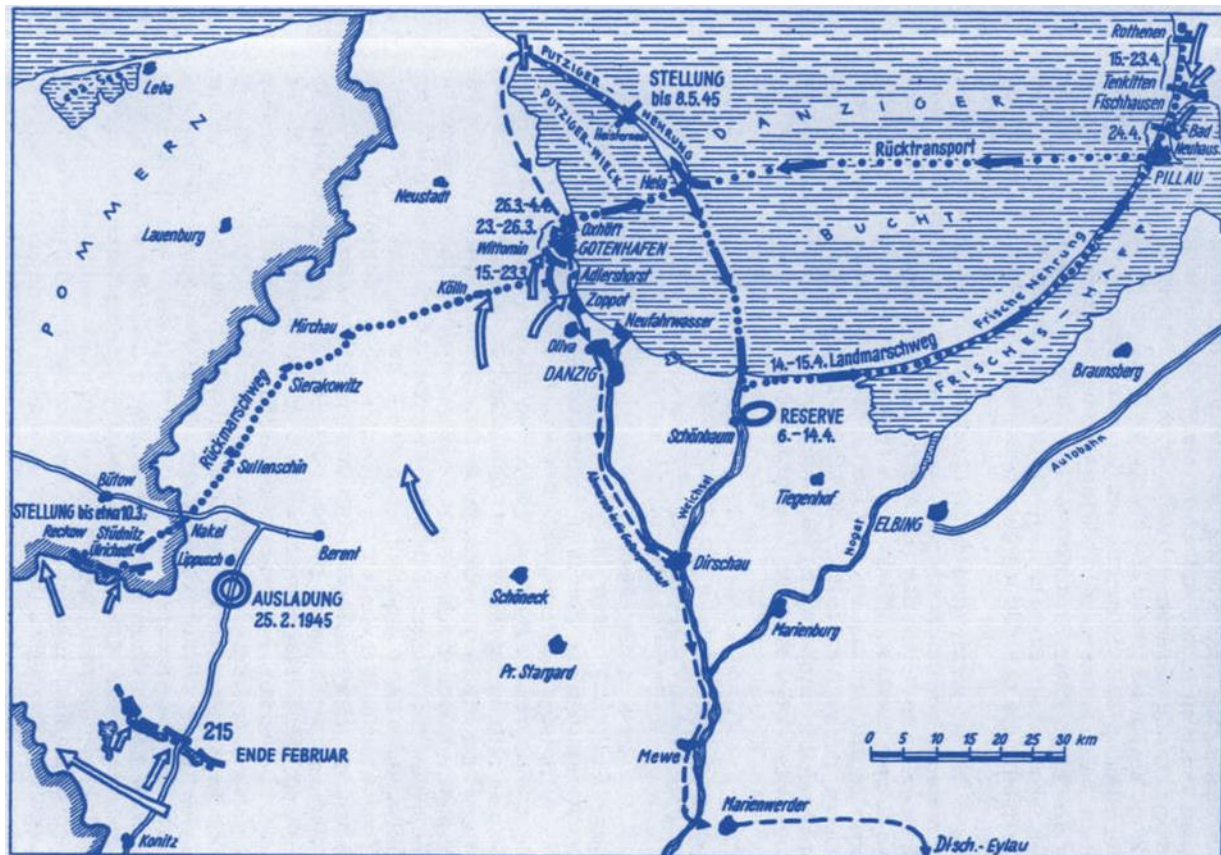 Rothenen
15.-23.4.
Tenkitten
Fischhausen
24.4.
Bad
Neuhäus.
PILLAU
Leba
POMMERN
PUTZIGER
NEHRUNG
PUTZIGER-WIECK
STELLUNG
bis 8.5.45
DANZIGER
BUCHT
Rücktransport
Hela
Neustadt
Lauenburg
26.3.-4.4.
23.-26.3.
Wittomin
15.-23.3.
Oxhöft
GOTENHAFEN
Adlershorst
Zoppot
Kölln
Mirchau
Neufahrwasser
Oliva
DANZIG
Sierakowitz
Rückmarschweg
Sullenschin
14.-15.4. Landmarschweg
Frische Nehrung
FRISCHES - HAFF
Braunsberg
Autobahn
RESERVE
6.-14.4.
Schönbaum
Weichsel
Tiegenhof
Nogat
ELBING
Bütow
STELLUNG bis etwa 10.3.
Reckow
Stüdnitz
Nakel
Lippusch
Berent
AUSLADUNG
25.2.1945
Schöneck
Dirschau
Marienburg
Pr. Stargard
215
ENDE FEBRUAR
Konitz
Mewe
Marienwerder
Dtsch.-Eylau
0 5 10 15 20 25 30 km